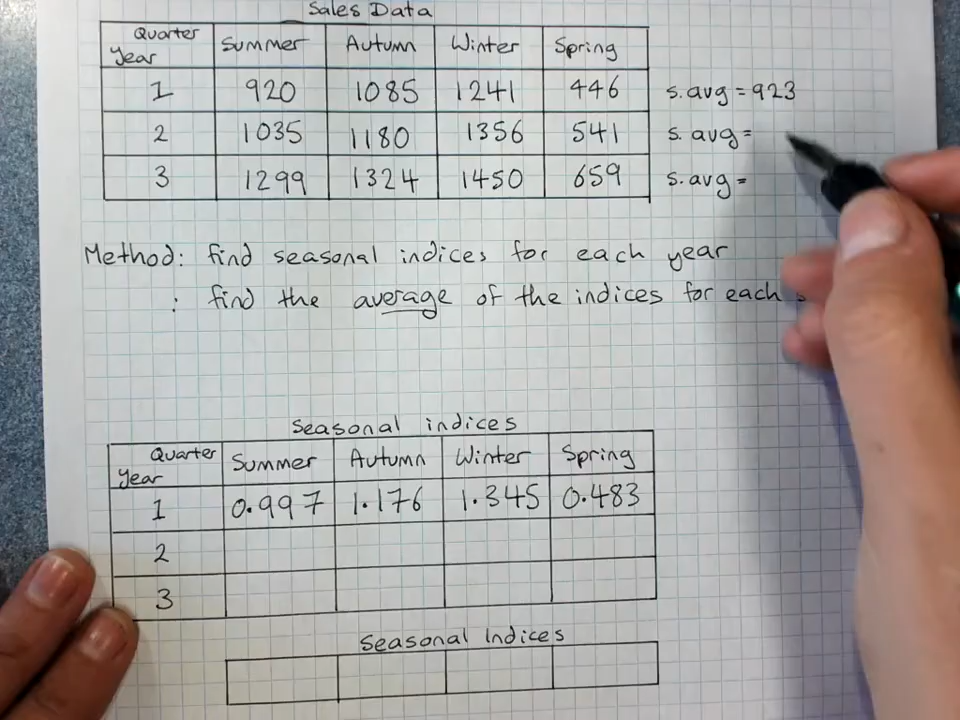 Sales Data
Quarter
Year Summer Autumn Winter Spring
1 920 1085 1241 446 s.avg = 923
2 1035 1180 1356 541 s.avg=
3 1299 1324 1450 659 s.avg=
Method: find seasonal indices for each year
: find the average of the indices for each
Seasonal indices
Quarter
Year Summer Autumn Winter Spring
1 0.997 1.176 1.345 0.483
2
3
Seasonal Indices